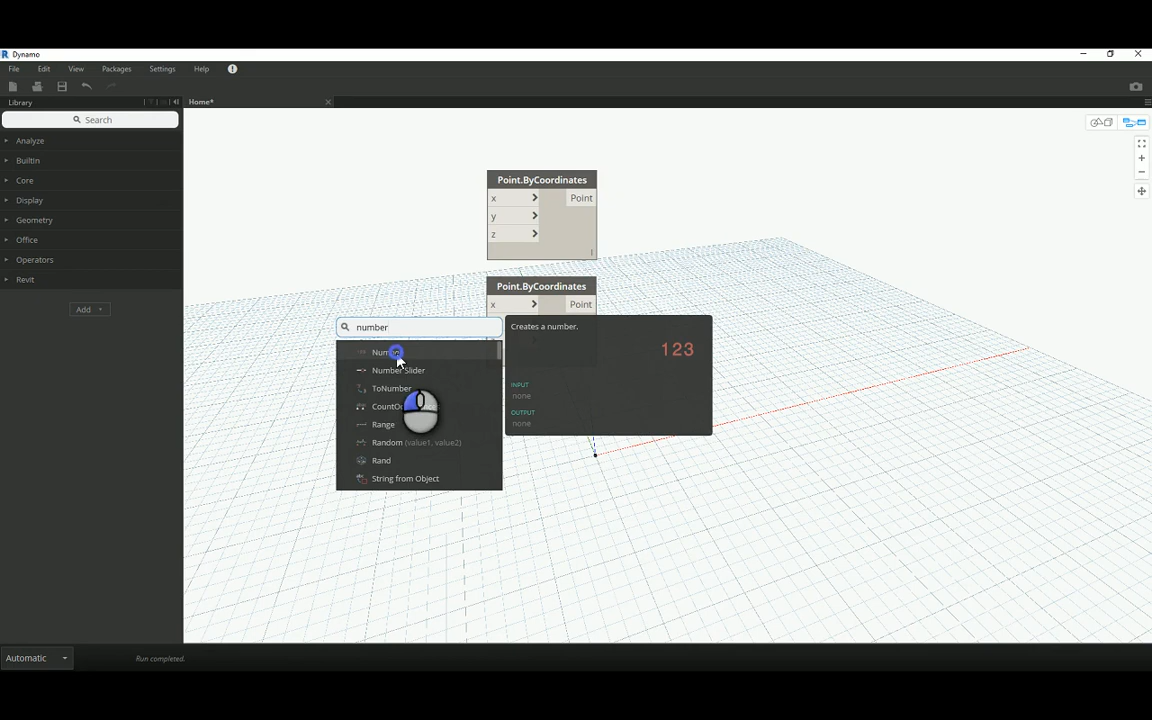 Dynamo
File Edit View Packages Settings Help
Library
Home*
Search
Analyze
BuiltIn
Core
Display
Geometry
Office
Operators
Revit
Add
Point.ByCoordinates
x Point
y
z
Point.ByCoordinates
x Point
number
Number Slider
ToNumber
Range
Random (value1, value2)
Rand
String from Object
Creates a number.
123
INPUT
none
OUTPUT
none
Automatic
Run completed.